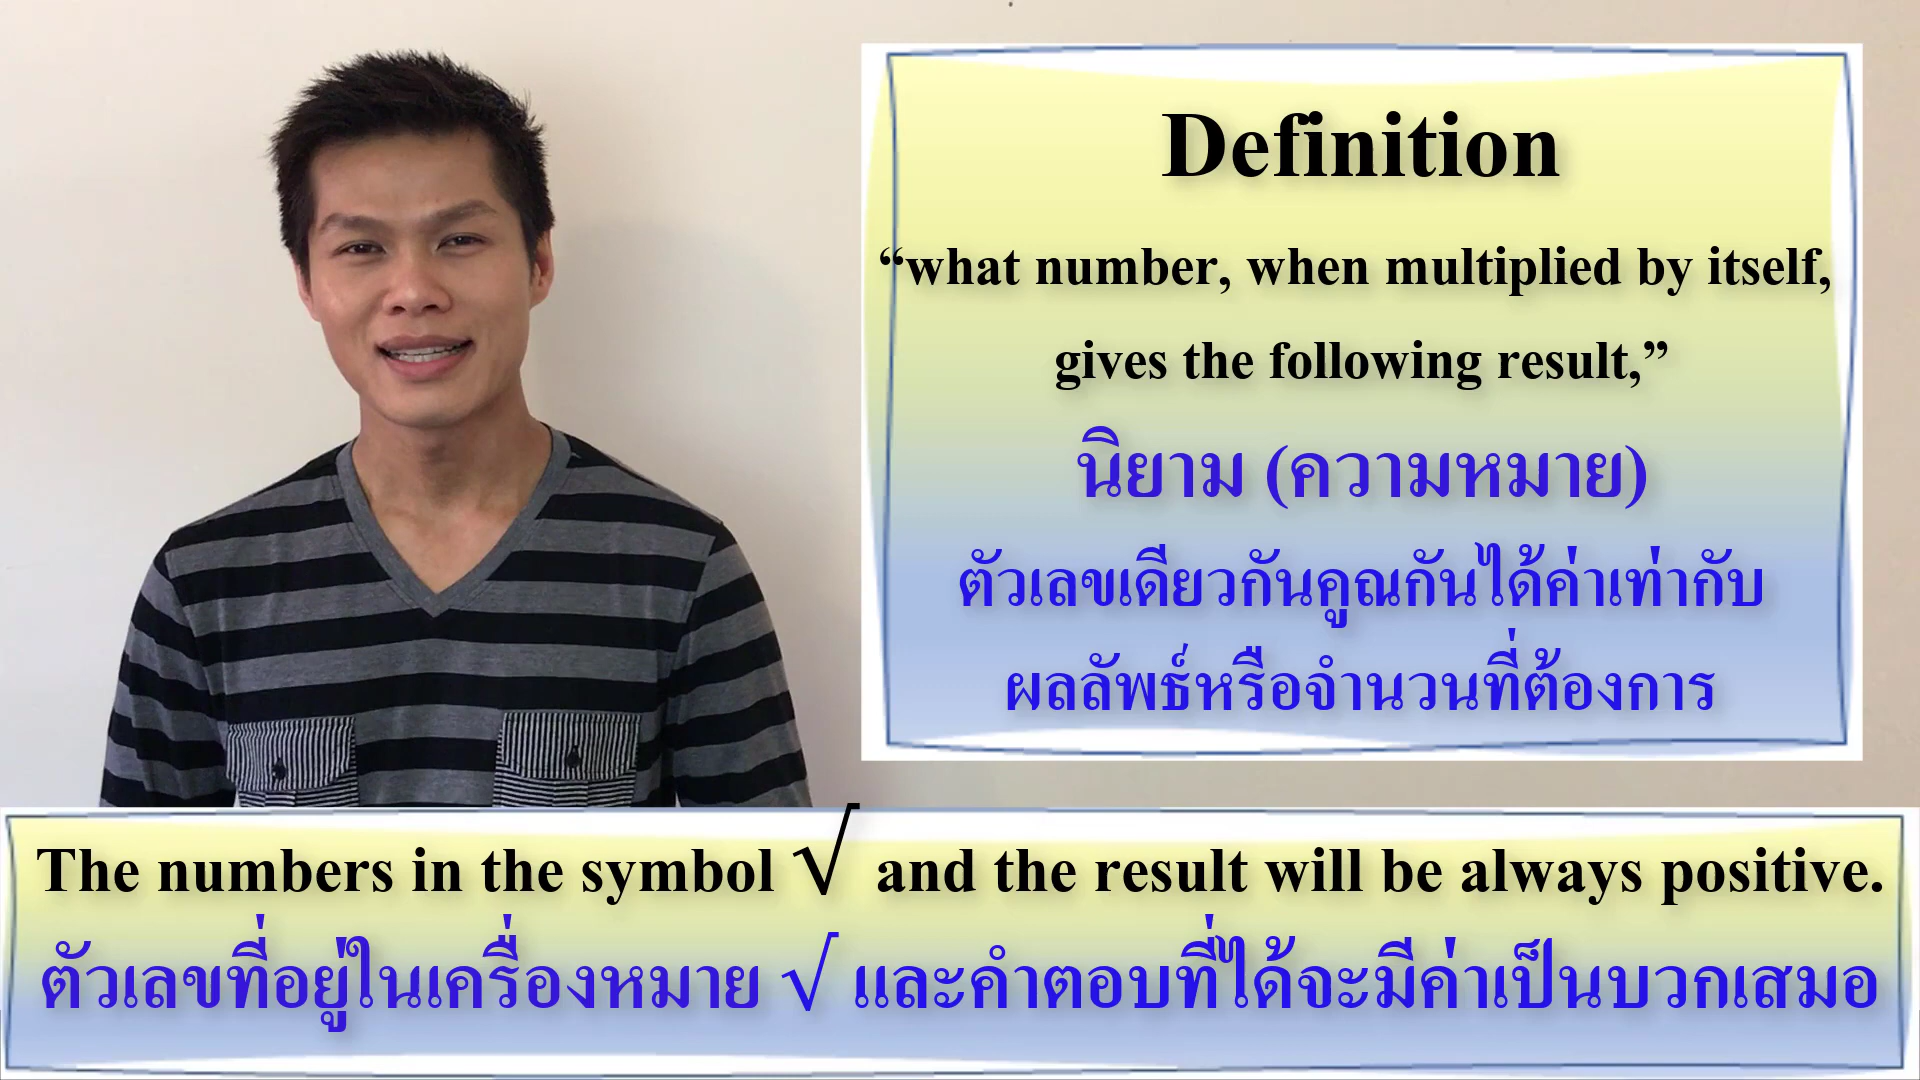 Definition
“what number, when multiplied by itself,
gives the following result,”
นิยาม (ความหมาย)
ตัวเลขเดียวกันคูณกันได้ค่าเท่ากับ
ผลลัพธ์หรือจำนวนที่ต้องการ
The numbers in the symbol √ and the result will be always positive.
ตัวเลขที่อยู่ในเครื่องหมาย √ และคำตอบที่ได้จะมีค่าเป็นบวกเสมอ